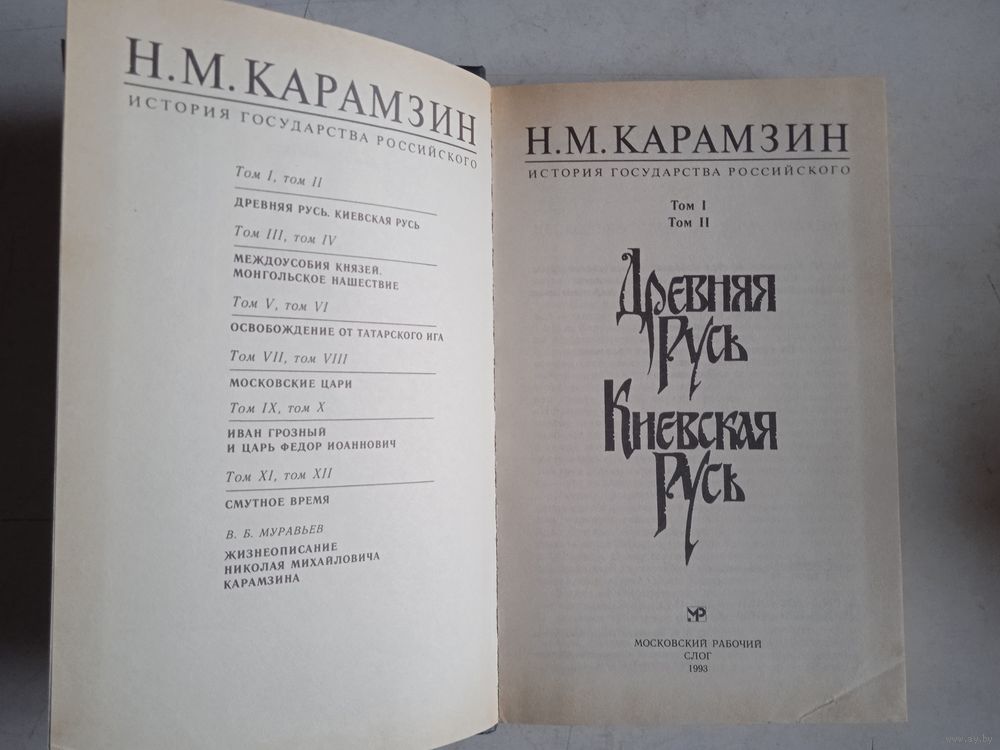 Н.М.КАРАМЗИН
ИСТОРИЯ ГОСУДАРСТВА РОССИЙСКОГО
Том I, том II
ДРЕВНЯЯ РУСЬ. КИЕВСКАЯ РУСЬ
Том III, том IV
МЕЖДОУСОБИЯ КНЯЗЕЙ.
МОНГОЛЬСКОЕ НАШЕСТВИЕ
Том V, том VI
ОСВОБОЖДЕНИЕ ОТ ТАТАРСКОГО ИГА
Том VII, том VIII
МОСКОВСКИЕ ЦАРИ
Том IX, том X
ИВАН ГРОЗНЫЙ
И ЦАРЬ ФЕДОР ИОАННОВИЧ
Том XI, том XII
СМУТНОЕ ВРЕМЯ
В. Б. МУРАВЬЕВ
ЖИЗНЕОПИСАНИЕ
НИКОЛАЯ МИХАЙЛОВИЧА
КАРАМЗИНА
Н.М.КАРАМЗИН
ИСТОРИЯ ГОСУДАРСТВА РОССИЙСКОГО
Том I
Том II
Древняя
Русь
Киевская
Русь
МР
МОСКОВСКИЙ РАБОЧИЙ
СЛОГ
1993
www.ay.by